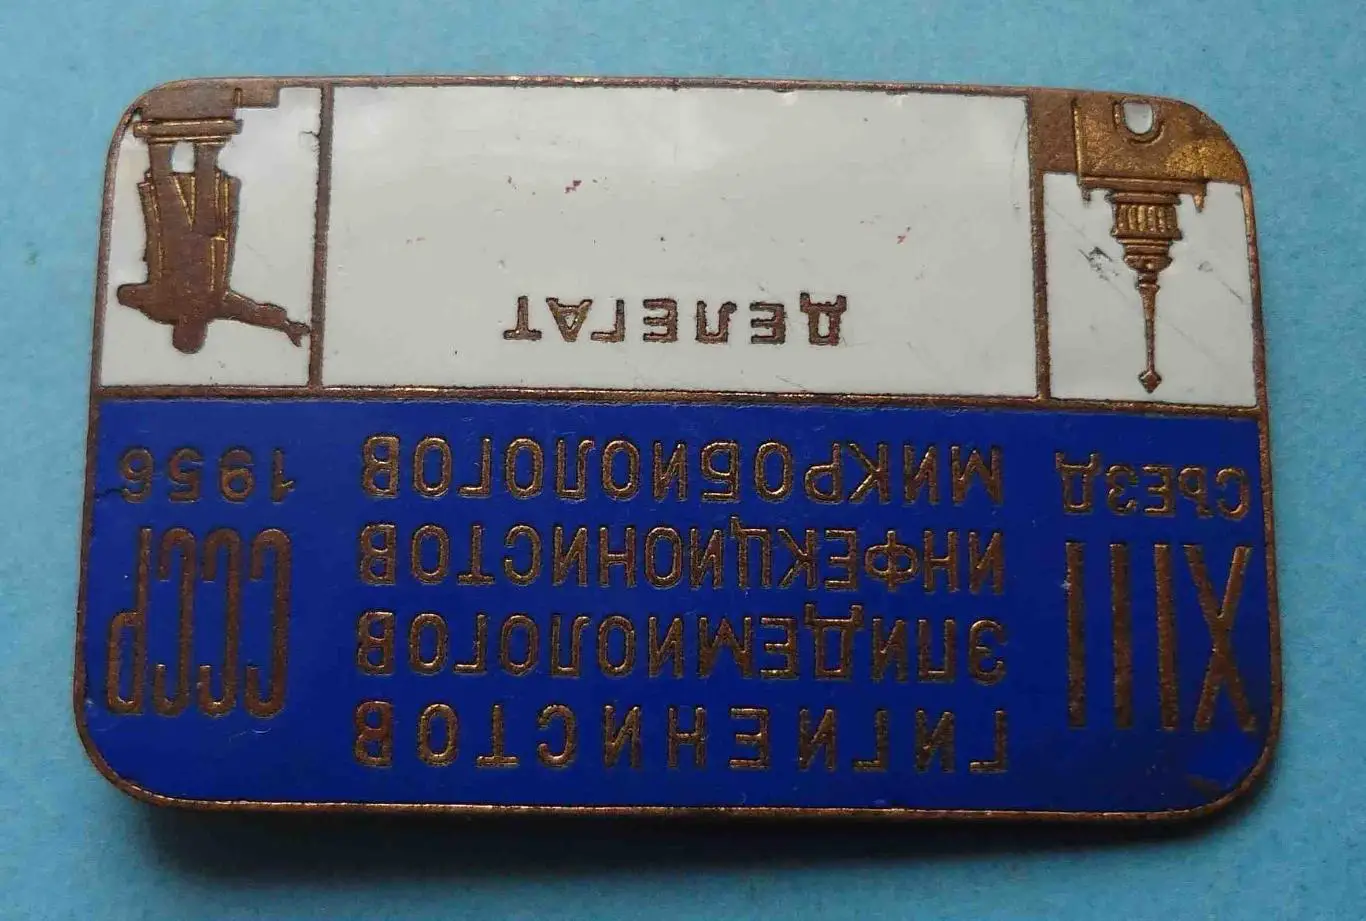 XIII
СЪЕЗД
ГИГИЕНИСТОВ
ЭПИДЕМИОЛОГОВ
ИНФЕКЦИОНИСТОВ
МИКРОБИОЛОГОВ
СССР
1956
ДЕЛЕГАТ